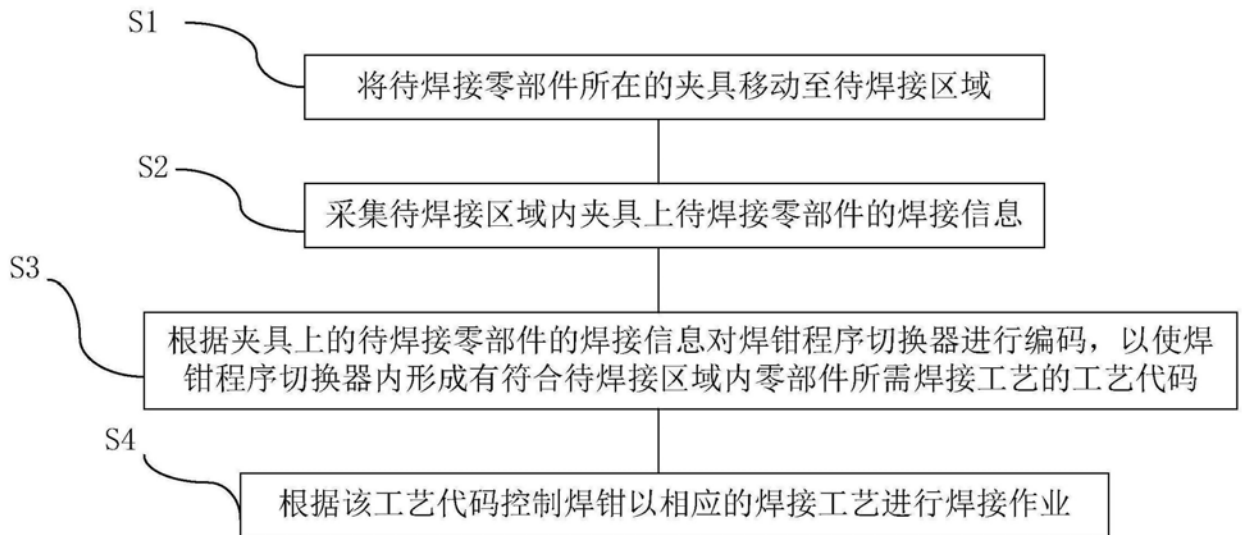 S1
将待焊接零部件所在的夹具移动至待焊接区域
S2
采集待焊接区域内夹具上待焊接零部件的焊接信息
S3
根据夹具上的待焊接零部件的焊接信息对焊钳程序切换器进行编码，以使焊
钳程序切换器内形成有符合待焊接区域内零部件所需焊接工艺的工艺代码
S4
根据该工艺代码控制焊钳以相应的焊接工艺进行焊接作业